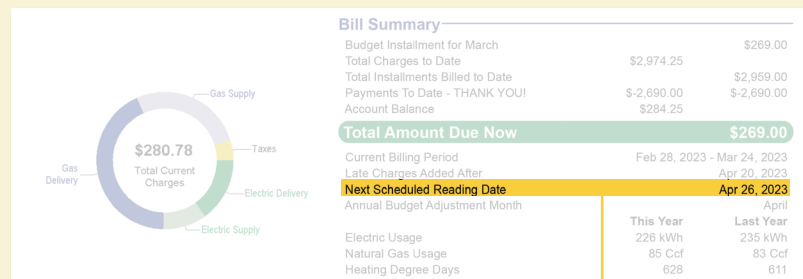 Bill Summary
Budget Installment for March $269.00
Total Charges to Date $2,974.25
Total Installments Billed to Date $2,959.00
Payments To Date - THANK YOU! $-2,690.00 $-2,690.00
Account Balance $284.25
Total Amount Due Now $269.00
Current Billing Period Feb 28, 2023 - Mar 24, 2023
Late Charges Added After Apr 20, 2023
Next Scheduled Reading Date Apr 26, 2023
Annual Budget Adjustment Month April
This Year Last Year
Electric Usage 226 kWh 235 kWh
Natural Gas Usage 85 Ccf 83 Ccf
Heating Degree Days 628 611
Gas Supply
Taxes
$280.78
Total Current
Charges
Gas
Delivery
Electric Delivery
Electric Supply